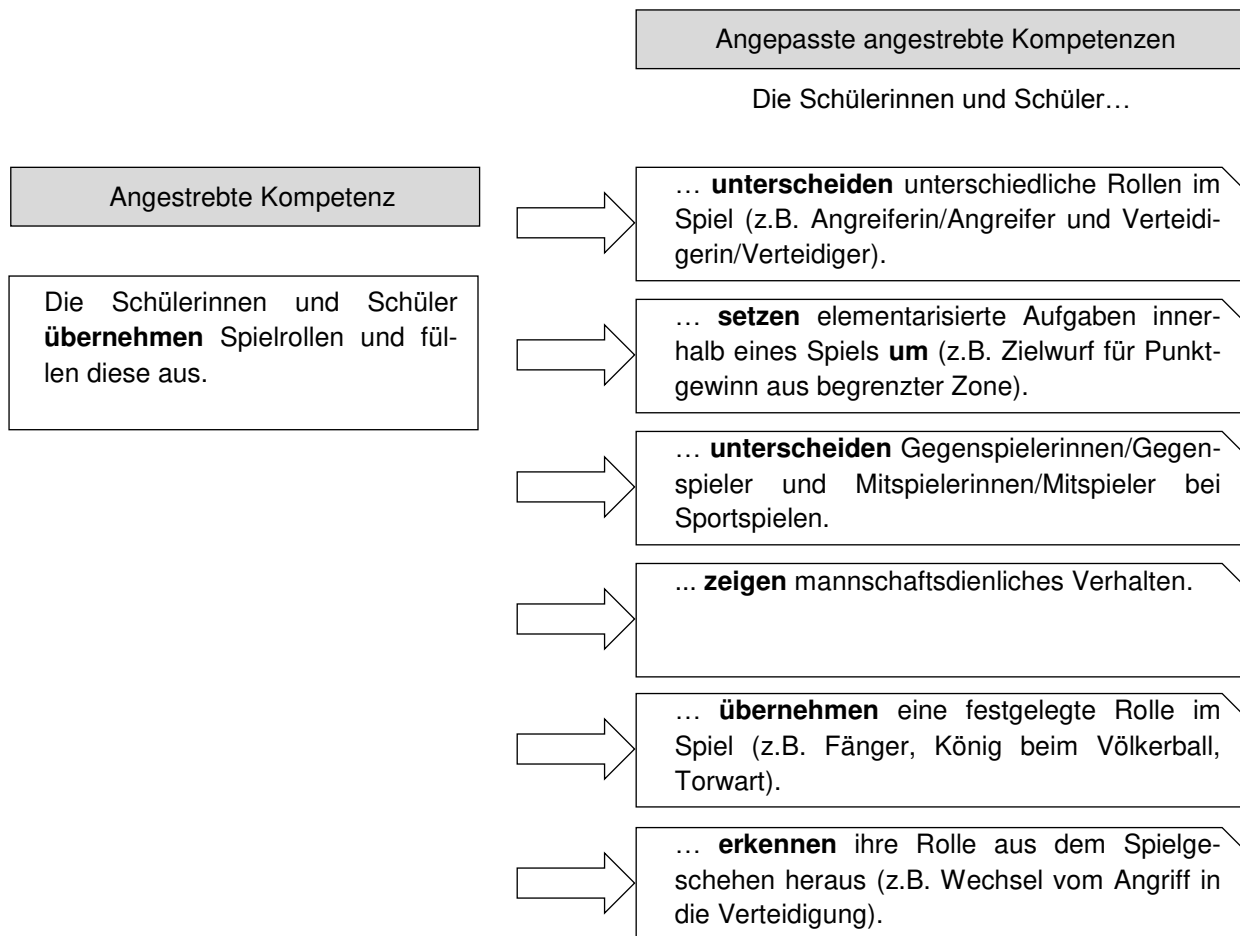 Angepasste angestrebte Kompetenzen
Die Schülerinnen und Schüler…
Angestrebte Kompetenz
Die Schülerinnen und Schüler
übernehmen Spielrollen und fül-
len diese aus.
… unterscheiden unterschiedliche Rollen im
Spiel (z.B. Angreiferin/Angreifer und Verteidi-
gerin/Verteidiger).
… setzen elementarisierte Aufgaben inner-
halb eines Spiels um (z.B. Zielwurf für Punkt-
gewinn aus begrenzter Zone).
… unterscheiden Gegenspielerinnen/Gegen-
spieler und Mitspielerinnen/Mitspieler bei
Sportspielen.
... zeigen mannschaftsdienliches Verhalten.
… übernehmen eine festgelegte Rolle im
Spiel (z.B. Fänger, König beim Völkerball,
Torwart).
… erkennen ihre Rolle aus dem Spielge-
schehen heraus (z.B. Wechsel vom Angriff in
die Verteidigung).